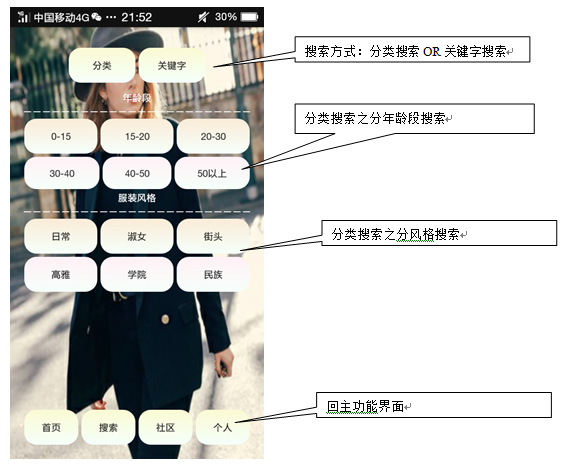 中国移动4G ··· 21:52 30%
分类 关键字
搜索方式：分类搜索 OR 关键字搜索
年龄段
分类搜索之分年龄段搜索
0-15 15-20 20-30
30-40 40-50 50以上
服装风格
日常 淑女 街头
分类搜索之分风格搜索
高雅 学院 民族
回主功能界面
首页 搜索 社区 个人